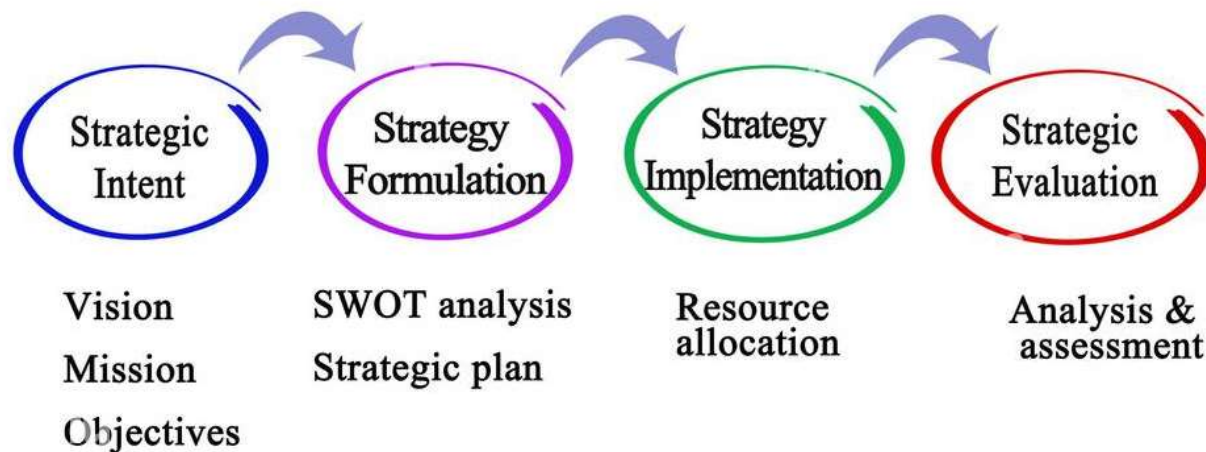 Strategic
Intent
Strategy
Formulation
Strategy
Implementation
Strategic
Evaluation
Vision
Mission
Objectives
SWOT analysis
Strategic plan
Resource
allocation
Analysis &
assessment